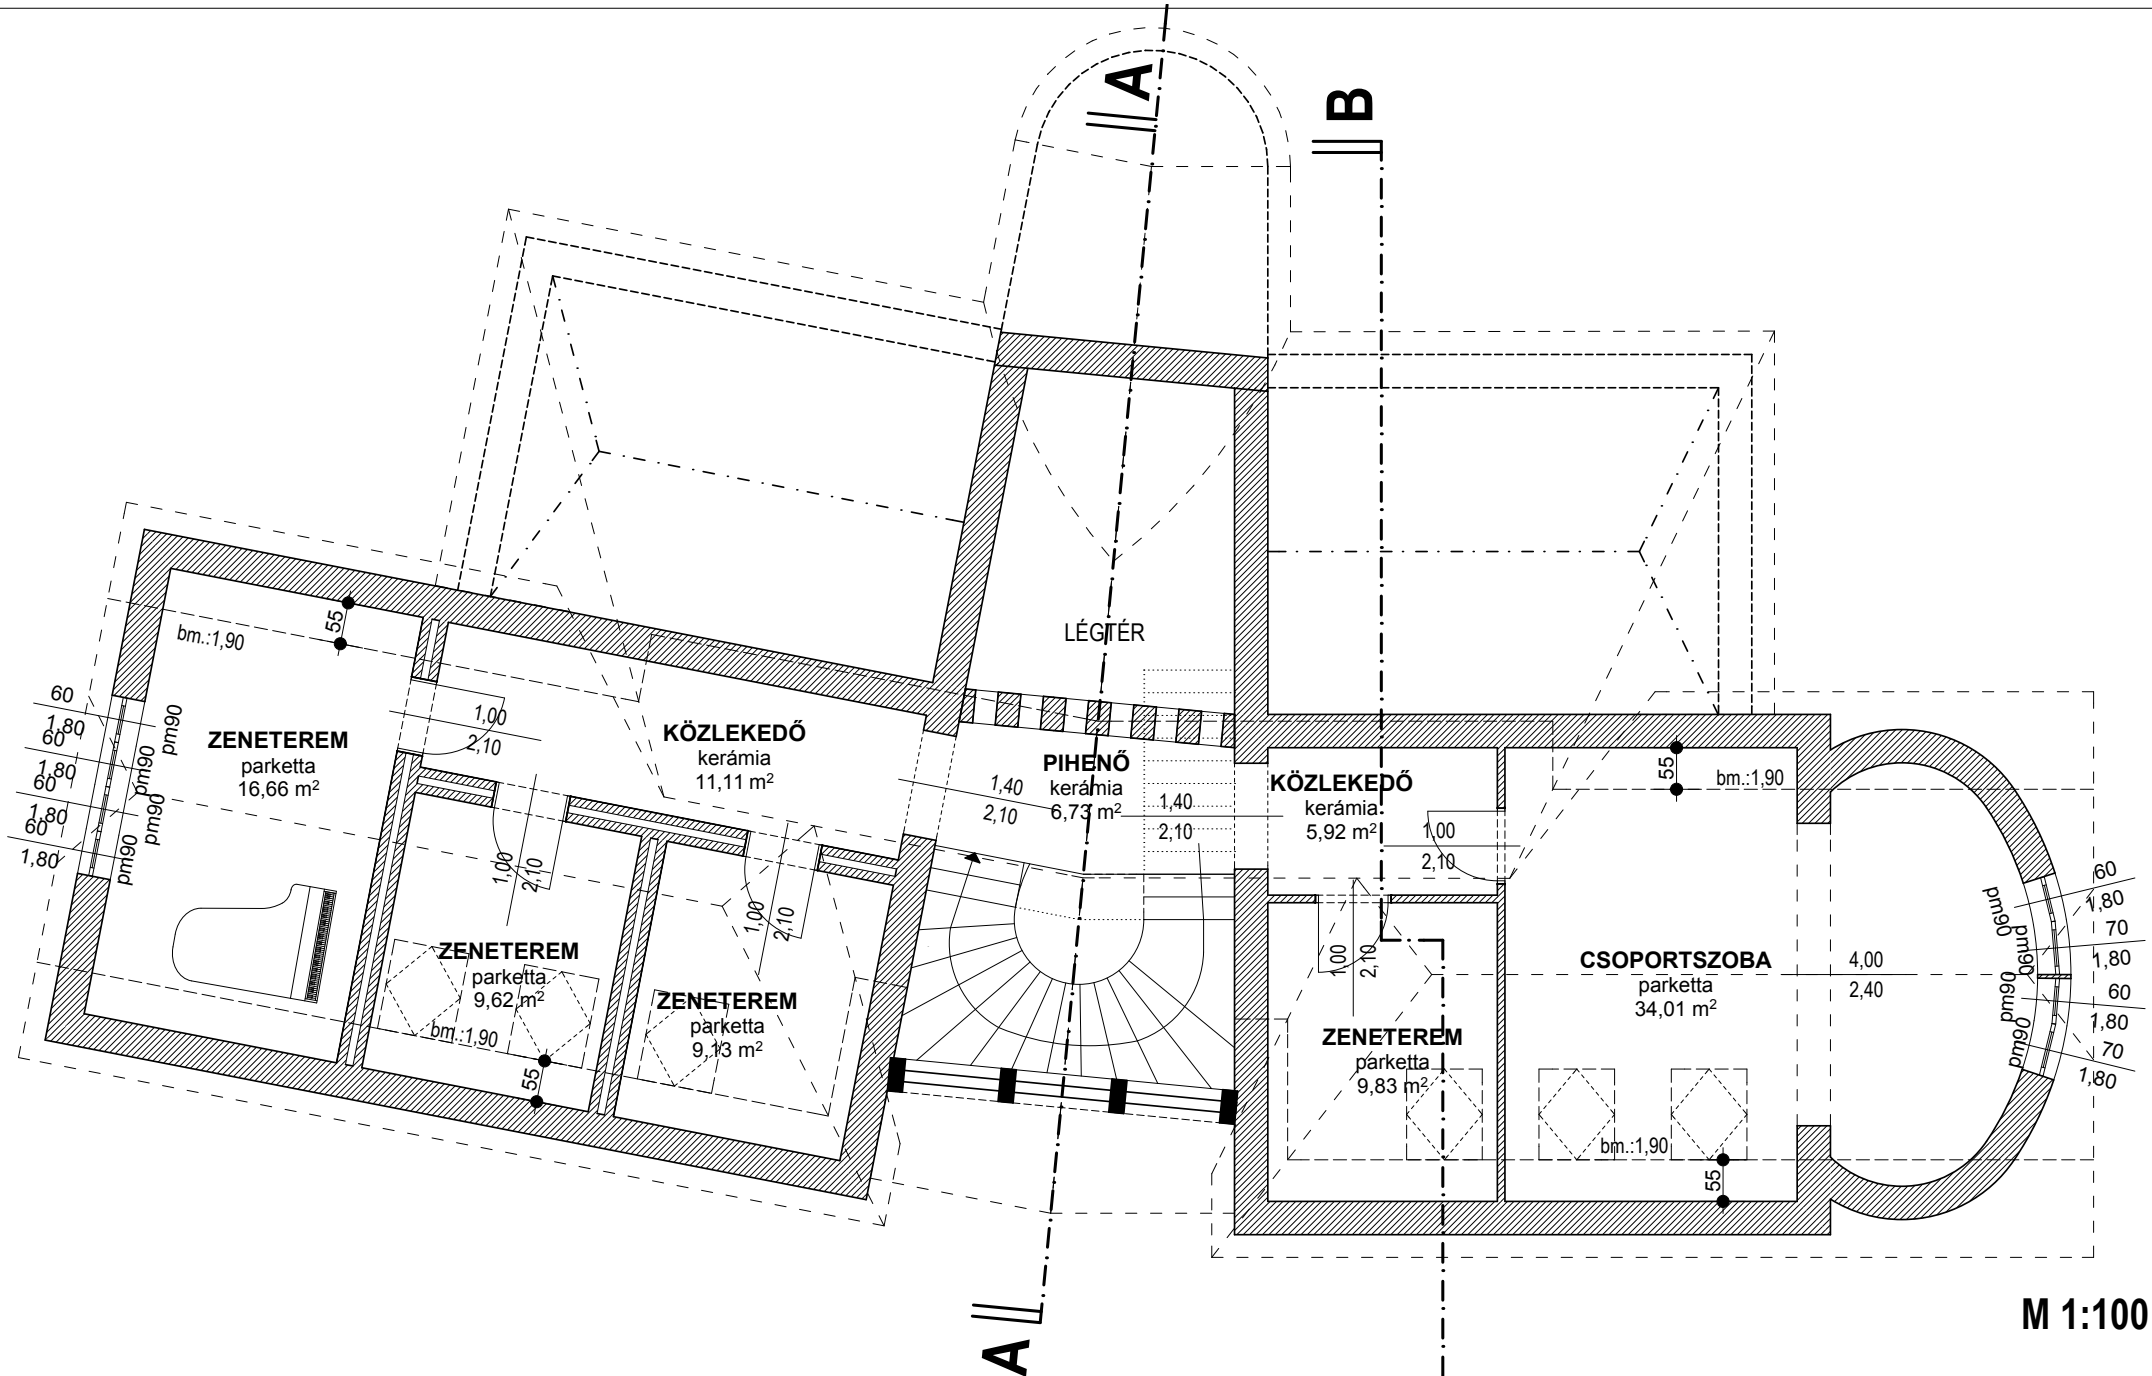 A
B
LÉGTÉR
55
bm.:1,90
60
1,80
60
1,80
60
1,80
60
1,80
pm90
pm90
pm90
pm90
ZENETEREM
parketta
16,66 m²
1,00
2,10
KÖZLEKEDŐ
kerámia
11,11 m²
1,40
2,10
PIHENŐ
kerámia
6,73 m²
1,40
2,10
KÖZLEKEDŐ
kerámia
5,92 m²
1,00
2,10
55
bm.:1,90
1,00
2,10
1,00
2,10
1,00
2,10
ZENETEREM
parketta
9,62 m²
bm.:1,90
55
ZENETEREM
parketta
9,13 m²
ZENETEREM
parketta
9,83 m²
CSOPORTSZOBA
parketta
34,01 m²
4,00
2,40
bm.:1,90
55
pm90
pm90
pm90
pm90
60
1,80
70
1,80
60
1,80
70
1,80
A
M 1:100